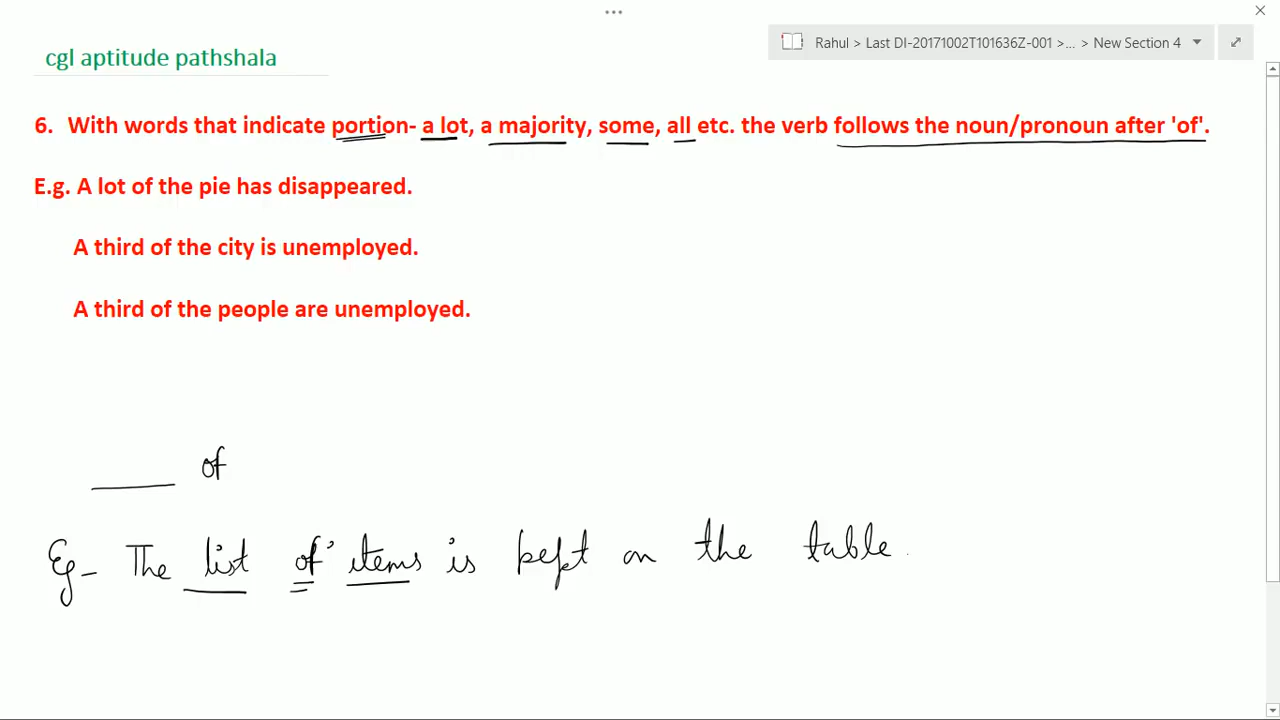 Rahul > Last DI-20171002T101636Z-001 >... > New Section 4
cgl aptitude pathshala
6. With words that indicate portion- a lot, a majority, some, all etc. the verb follows the noun/pronoun after 'of'.
E.g. A lot of the pie has disappeared.
A third of the city is unemployed.
A third of the people are unemployed.
____ of
Eg- The list of items is kept on the table.